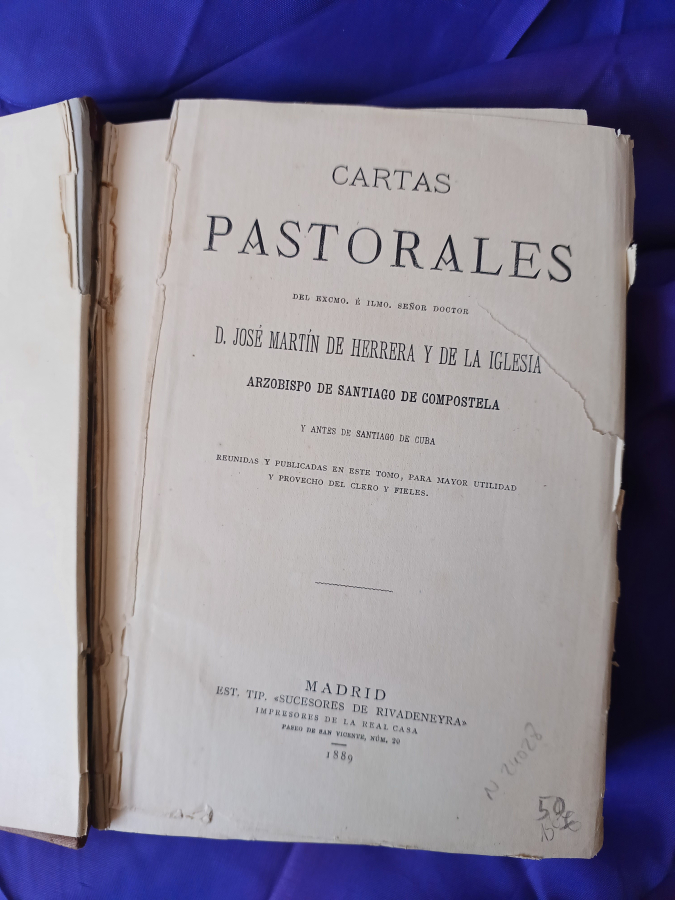 CARTAS
PASTORALES
DEL EXCMO. É ILMO. SEÑOR DOCTOR
D. JOSÉ MARTÍN DE HERRERA Y DE LA IGLESIA
ARZOBISPO DE SANTIAGO DE COMPOSTELA
Y ANTES DE SANTIAGO DE CUBA
REUNIDAS Y PUBLICADAS EN ESTE TOMO, PARA MAYOR UTILIDAD
Y PROVECHO DEL CLERO Y FIELES.
MADRID
EST. TIP. «SUCESORES DE RIVADENEYRA»
IMPRESORES DE LA REAL CASA
PASEO DE SAN VICENTE, NÚM. 20
1889
N 24028
50